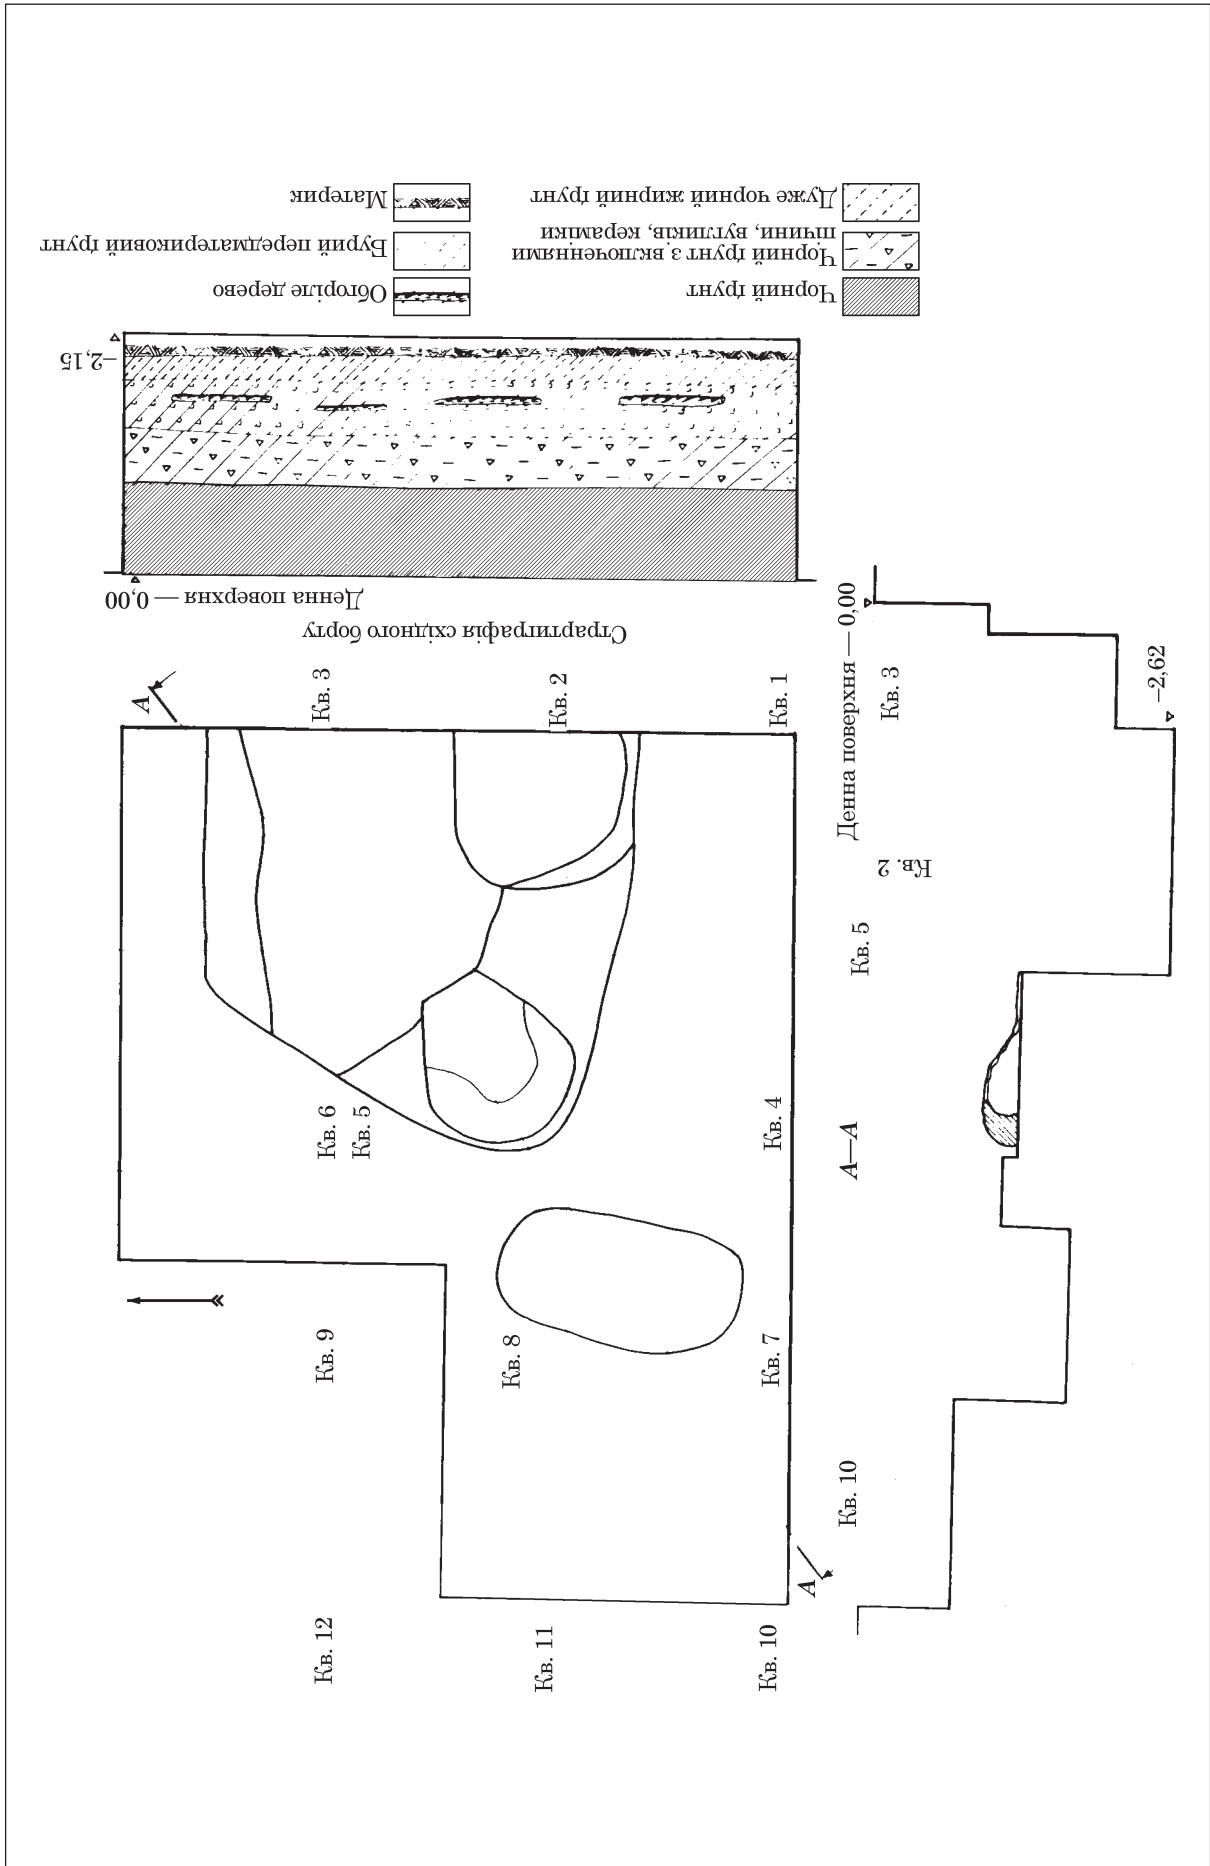 Материк
Бурий передматериковий ґрунт
Обгоріле дерево
Дуже чорний жирний ґрунт
Чорний ґрунт з включеннями
пічини, вугликів, кераміки
Чорний ґрунт
–2,15
Денна поверхня — 0,00
Страртиграфія східного борту
А
Кв. 3
Кв. 2
Кв. 1
Кв. 6
Кв. 5
Кв. 4
Кв. 9
Кв. 8
Кв. 7
Кв. 12
Кв. 11
Кв. 10
А
Денна поверхня — 0,00
Кв. 3
–2,62
Кв. 2
Кв. 5
А—А
Кв. 10